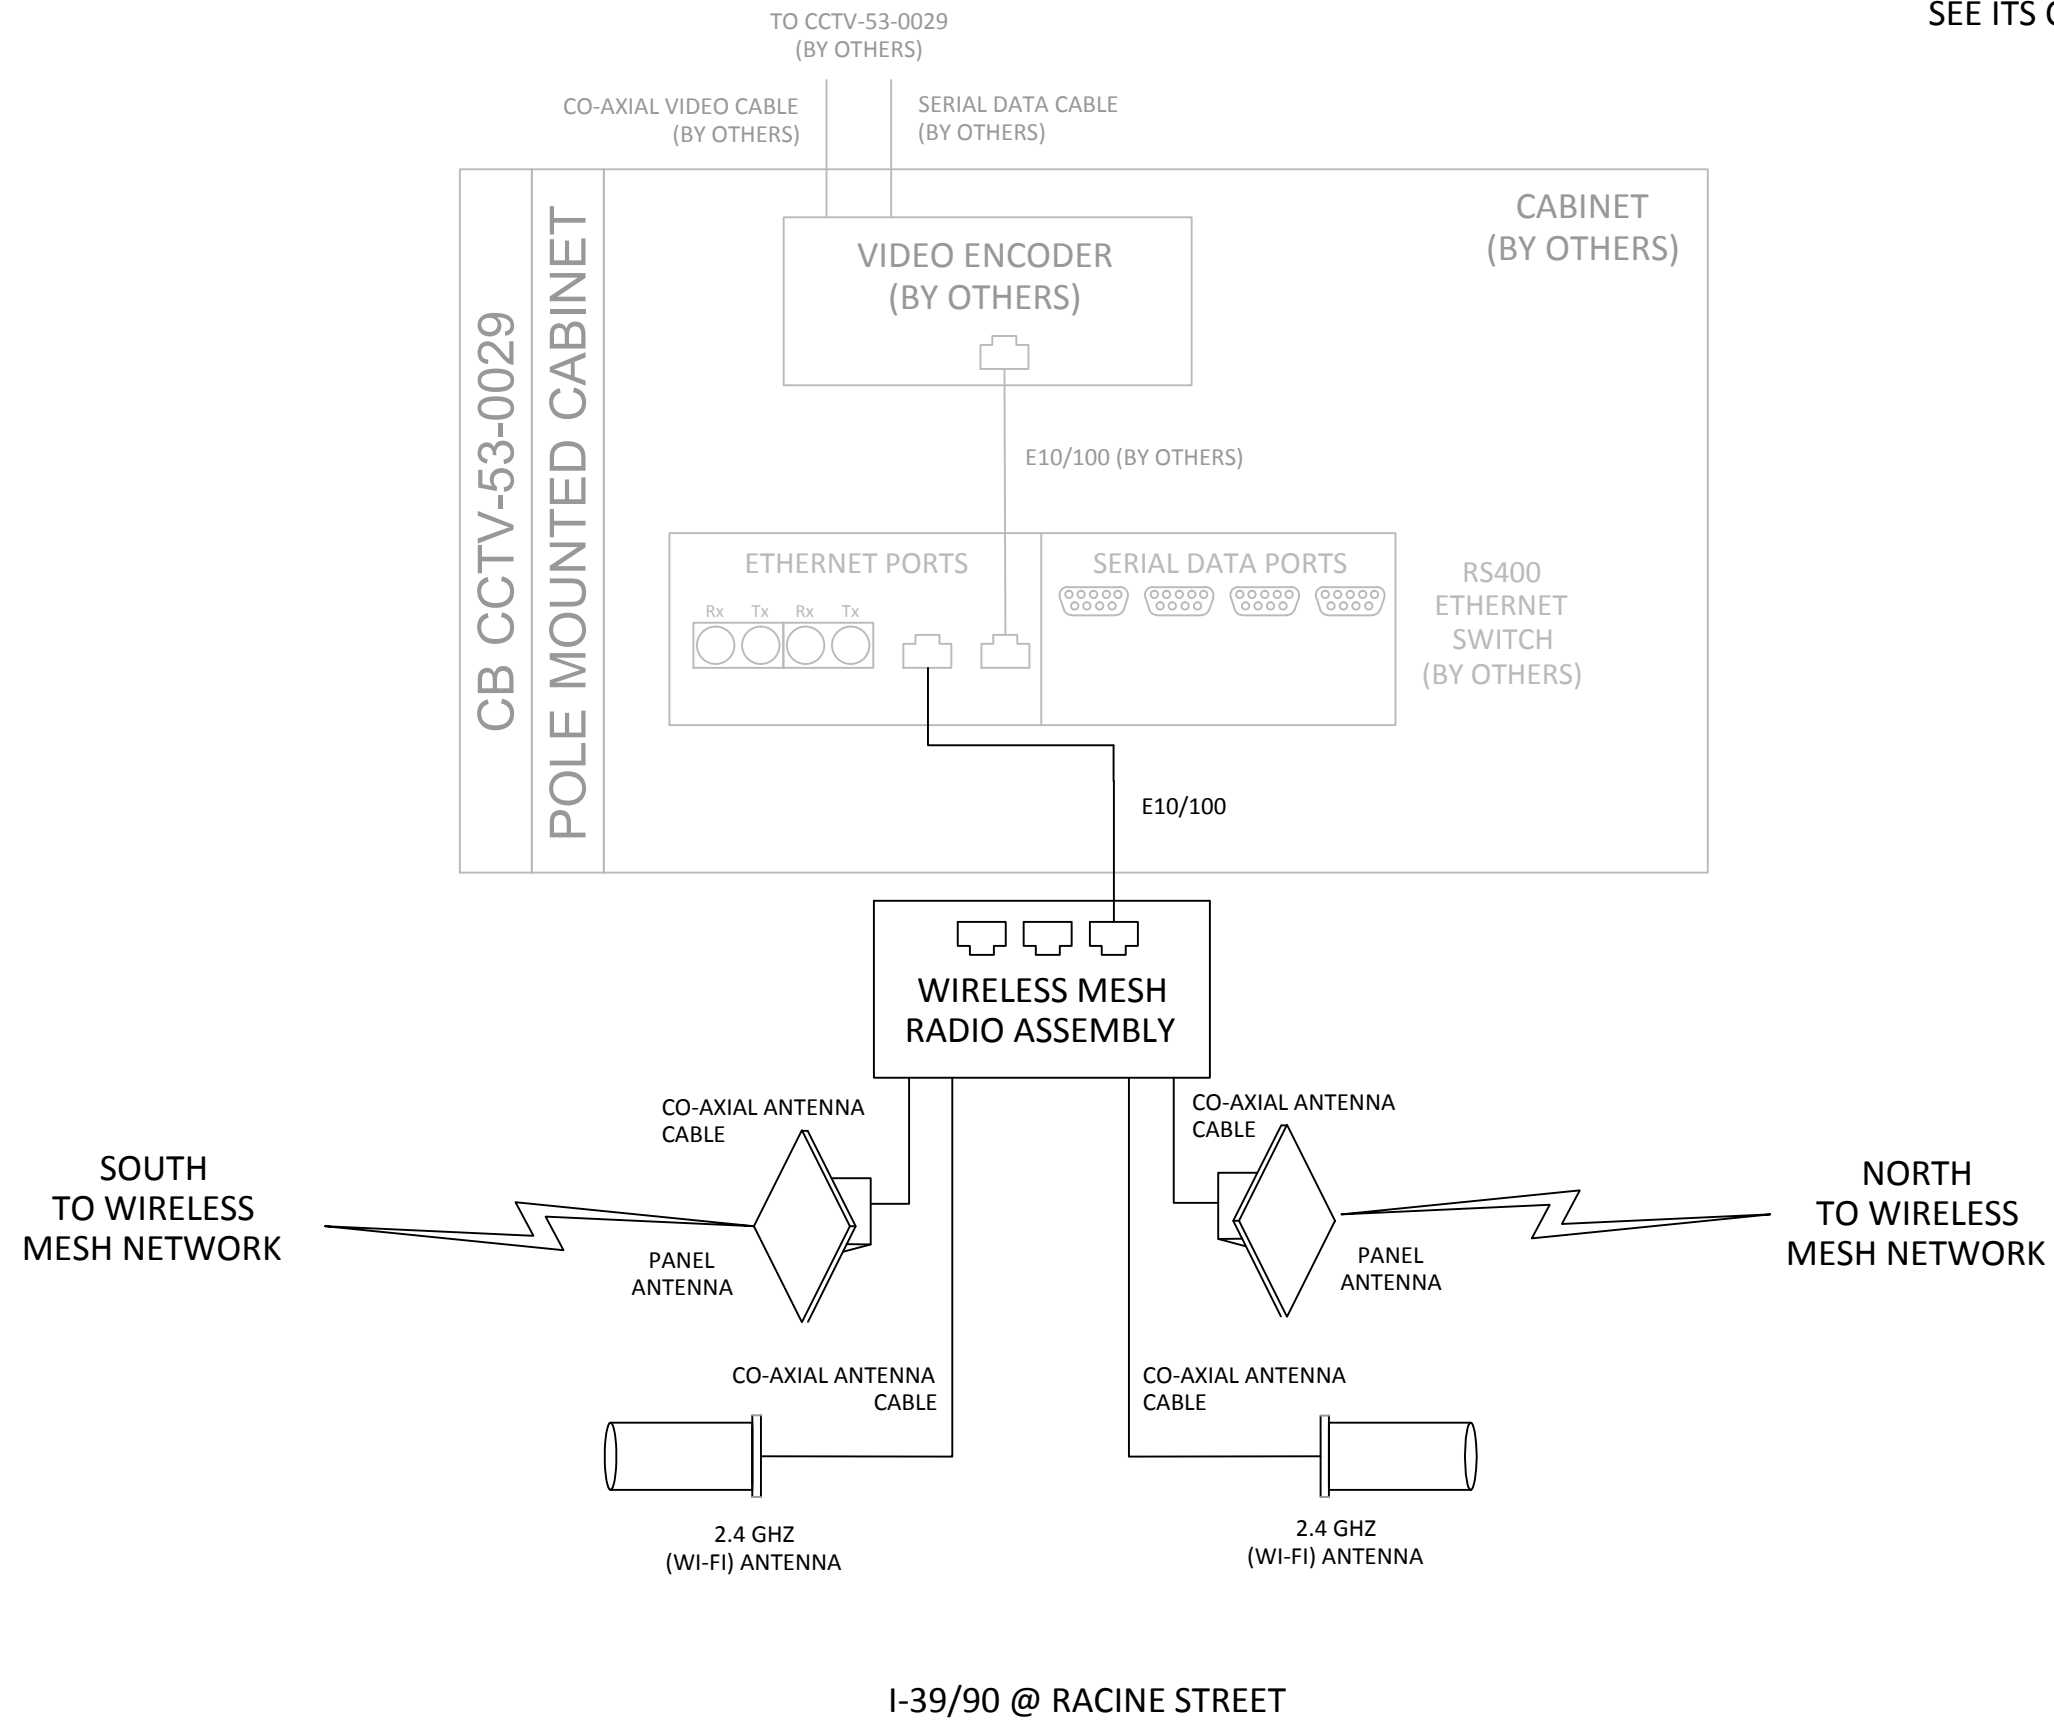 SEE ITS
TO CCTV-53-0029
(BY OTHERS)
CO-AXIAL VIDEO CABLE
(BY OTHERS)
SERIAL DATA CABLE
(BY OTHERS)
CB CCTV-53-0029
POLE MOUNTED CABINET
CABINET
(BY OTHERS)
VIDEO ENCODER
(BY OTHERS)
E10/100 (BY OTHERS)
ETHERNET PORTS
Rx Tx Rx Tx
SERIAL DATA PORTS
RS400
ETHERNET
SWITCH
(BY OTHERS)
E10/100
WIRELESS MESH
RADIO ASSEMBLY
CO-AXIAL ANTENNA
CABLE
CO-AXIAL ANTENNA
CABLE
SOUTH
TO WIRELESS
MESH NETWORK
PANEL
ANTENNA
PANEL
ANTENNA
NORTH
TO WIRELESS
MESH NETWORK
CO-AXIAL ANTENNA
CABLE
CO-AXIAL ANTENNA
CABLE
2.4 GHZ
(WI-FI) ANTENNA
2.4 GHZ
(WI-FI) ANTENNA
I-39/90 @ RACINE STREET